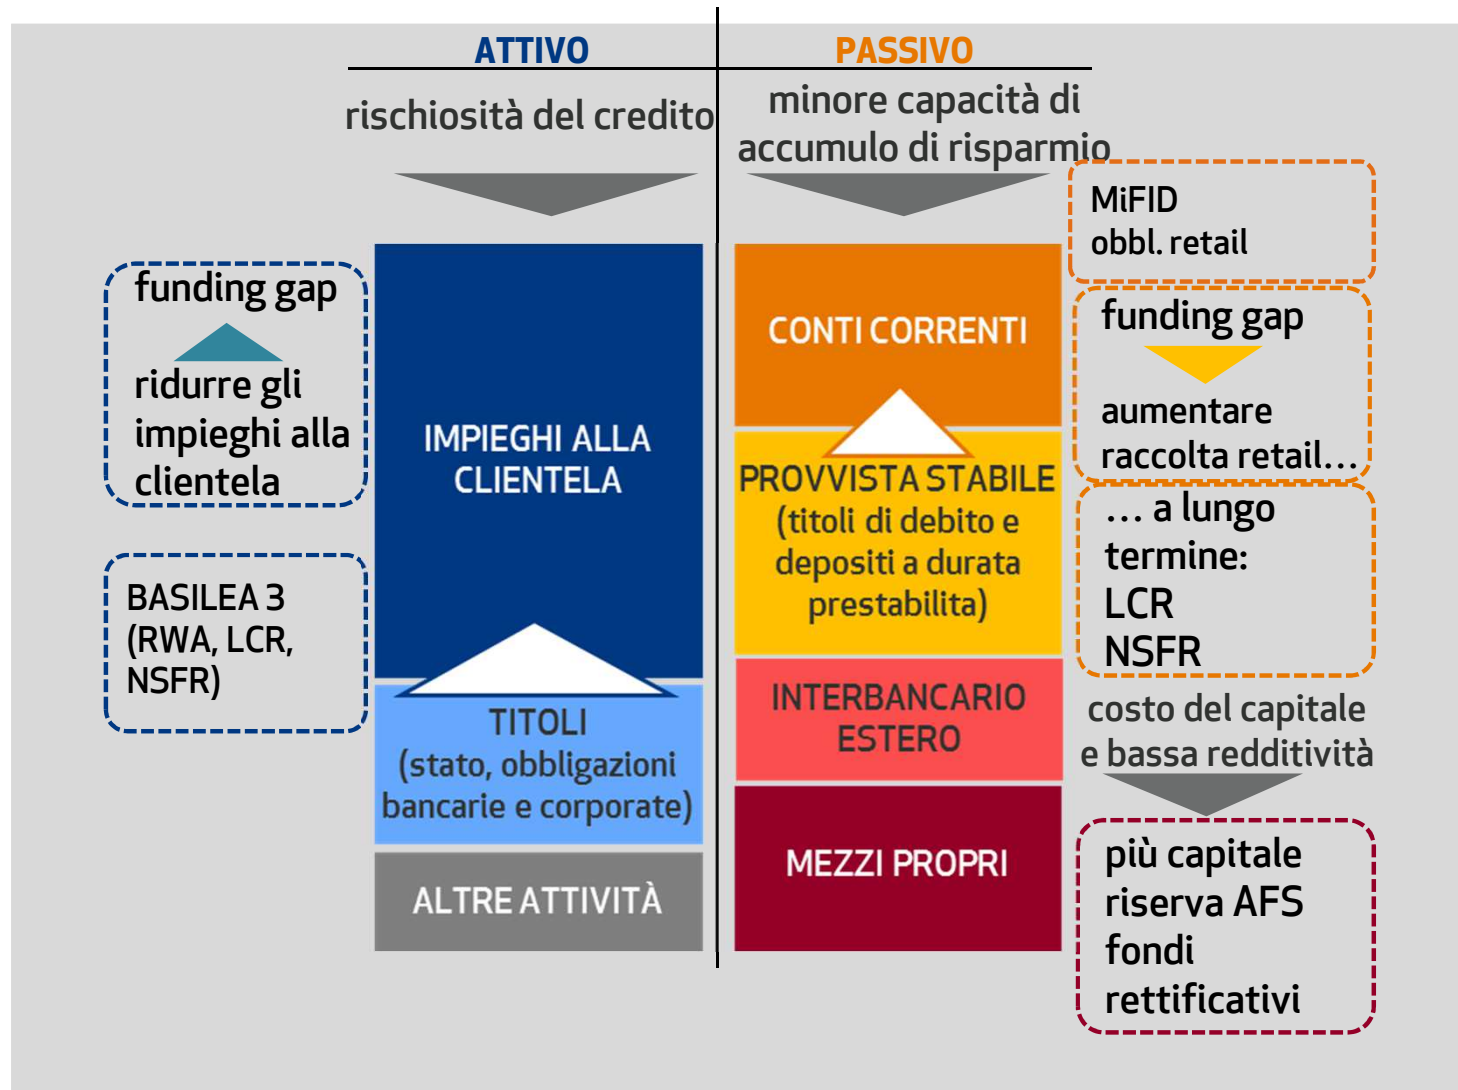 ATTIVO
PASSIVO
rischiosità del credito
minore capacità di
accumulo di risparmio
MiFID
obbl. retail
funding gap
ridurre gli
impieghi alla
clientela
BASILEA 3
(RWA, LCR,
NSFR)
IMPIEGHI ALLA
CLIENTELA
TITOLI
(stato, obbligazioni
bancarie e corporate)
ALTRE ATTIVITÀ
CONTI CORRENTI
PROVVISTA STABILE
(titoli di debito e
depositi a durata
prestabilita)
INTERBANCARIO
ESTERO
MEZZI PROPRI
funding gap
aumentare
raccolta retail…
… a lungo
termine:
LCR
NSFR
costo del capitale
e bassa redditività
più capitale
riserva AFS
fondi
rettificativi